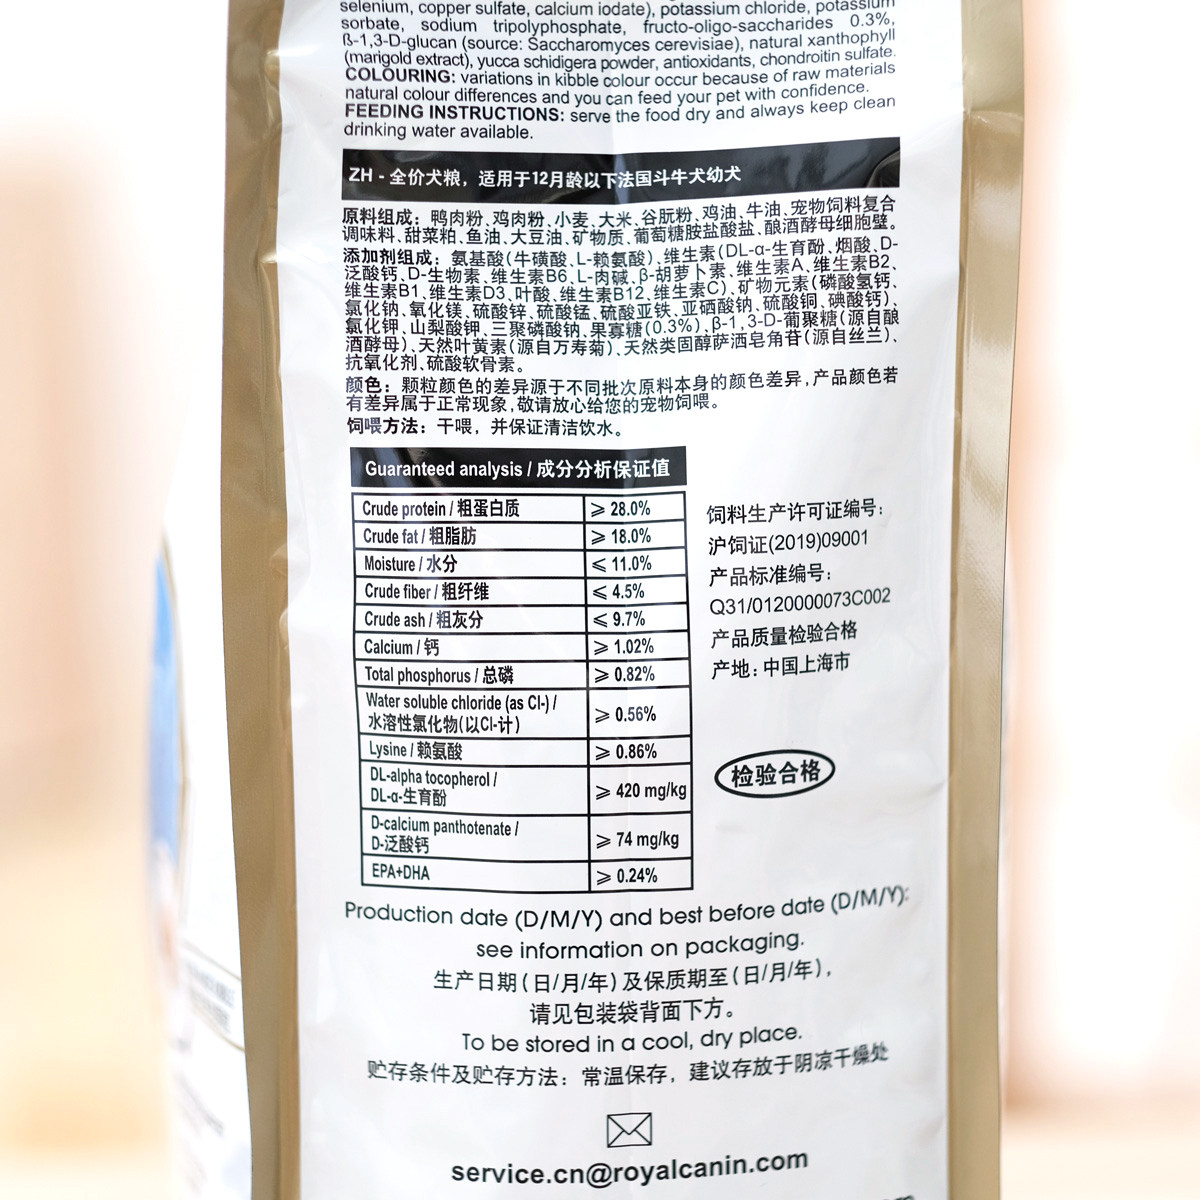 selenium, copper sulfate, calcium iodate), potassium chloride, potassium
sorbate, sodium tripolyphosphate, fructo-oligo-saccharides 0.3%,
ß-1,3-D-glucan (source: Saccharomyces cerevisiae), natural xanthophyll
(marigold extract), yucca schidigera powder, antioxidants, chondroitin sulfate.
COLOURING: variations in kibble colour occur because of raw materials
natural colour differences and you can feed your pet with confidence.
FEEDING INSTRUCTIONS: serve the food dry and always keep clean
drinking water available.
ZH - 全价犬粮，适用于12月龄以下法国斗牛犬幼犬
原料组成：鸭肉粉、鸡肉粉、小麦、大米、谷朊粉、鸡油、牛油、宠物饲料复合
调味料、甜菜粕、鱼油、大豆油、矿物质、葡萄糖胺盐酸盐、酿酒酵母细胞壁。
添加剂组成：氨基酸(牛磺酸、L-赖氨酸)、维生素(DL-α-生育酚、烟酸、D-
泛酸钙、D-生物素、维生素B6、L-肉碱、β-胡萝卜素、维生素A、维生素B2、
维生素B1、维生素D3、叶酸、维生素B12、维生素C)、矿物元素(磷酸氢钙、
氯化钠、氧化镁、硫酸锌、硫酸锰、硫酸亚铁、亚硒酸钠、硫酸铜、碘酸钙)、
氯化钾、山梨酸钾、三聚磷酸钠、果寡糖(0.3%)、β-1,3-D-葡聚糖(源自酿
酒酵母)、天然叶黄素(源自万寿菊)、天然类固醇萨洒皂角苷(源自丝兰)、
抗氧化剂、硫酸软骨素。
颜色：颗粒颜色的差异源于不同批次原料本身的颜色差异，产品颜色若
有差异属于正常现象，敬请放心给您的宠物饲喂。
饲喂方法：干喂，并保证清洁饮水。
Guaranteed analysis / 成分分析保证值
Crude protein / 粗蛋白质 ⩾ 28.0%
Crude fat / 粗脂肪 ⩾ 18.0%
Moisture / 水分 ⩽ 11.0%
Crude fiber / 粗纤维 ⩽ 4.5%
Crude ash / 粗灰分 ⩽ 9.7%
Calcium / 钙 ⩾ 1.02%
Total phosphorus / 总磷 ⩾ 0.82%
Water soluble chloride (as Cl-) /
水溶性氯化物(以Cl-计) ⩾ 0.56%
Lysine / 赖氨酸 ⩾ 0.86%
DL-alpha tocopherol /
DL-α-生育酚 ⩾ 420 mg/kg
D-calcium panthotenate /
D-泛酸钙 ⩾ 74 mg/kg
EPA+DHA ⩾ 0.24%
饲料生产许可证编号:
沪饲证(2019)09001
产品标准编号:
Q31/0120000073C002
产品质量检验合格
产地: 中国上海市
检验合格
Production date (D/M/Y) and best before date (D/M/Y):
see information on packaging.
生产日期(日/月/年)及保质期至(日/月/年)，
请见包装袋背面下方。
To be stored in a cool, dry place.
贮存条件及贮存方法：常温保存，建议存放于阴凉干燥处
service.cn@royalcanin.com